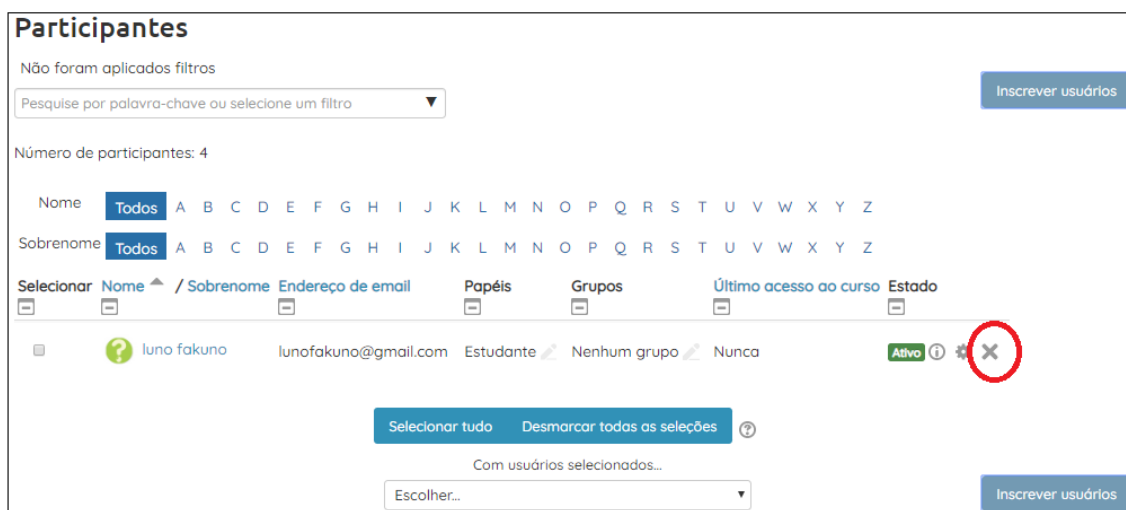 Participantes
Não foram aplicados filtros
Pesquise por palavra-chave ou selecione um filtro
Inscrever usuários
Número de participantes: 4
Nome Todos A B C D E F G H I J K L M N O P Q R S T U V W X Y Z
Sobrenome Todos A B C D E F G H I J K L M N O P Q R S T U V W X Y Z
Selecionar Nome / Sobrenome Endereço de email Papéis Grupos Último acesso ao curso Estado
luno fakuno lunofakuno@gmail.com Estudante Nenhum grupo Nunca Ativo
Selecionar tudo Desmarcar todas as seleções
Com usuários selecionados...
Escolher...
Inscrever usuários